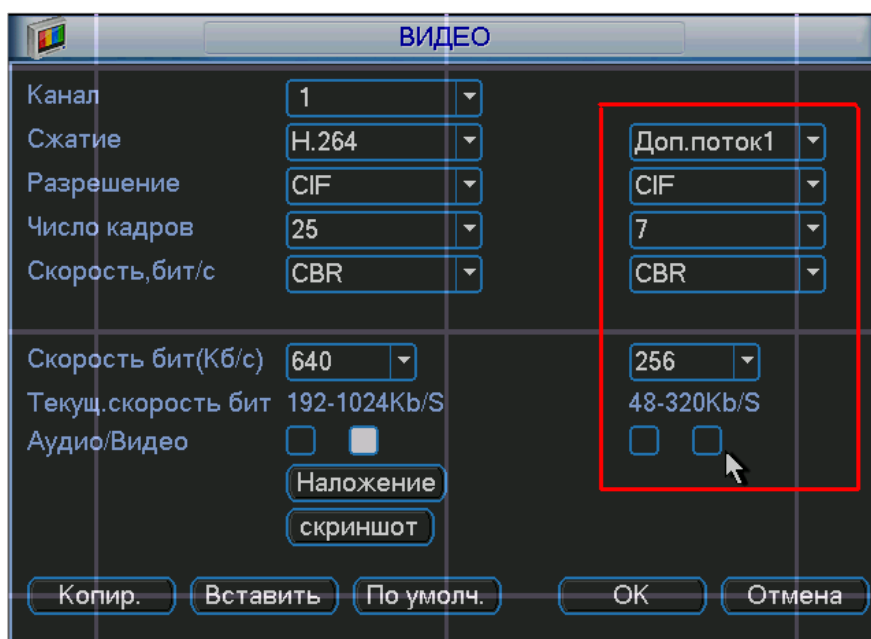 ВИДЕО
Канал 1
Сжатие H.264 Доп.поток1
Разрешение CIF CIF
Число кадров 25 7
Скорость,бит/с CBR CBR
Скорость бит(Кб/с) 640 256
Текущ.скорость бит 192-1024Kb/S 48-320Kb/S
Аудио/Видео
Наложение
скриншот
Копир. Вставить По умолч. OK Отмена